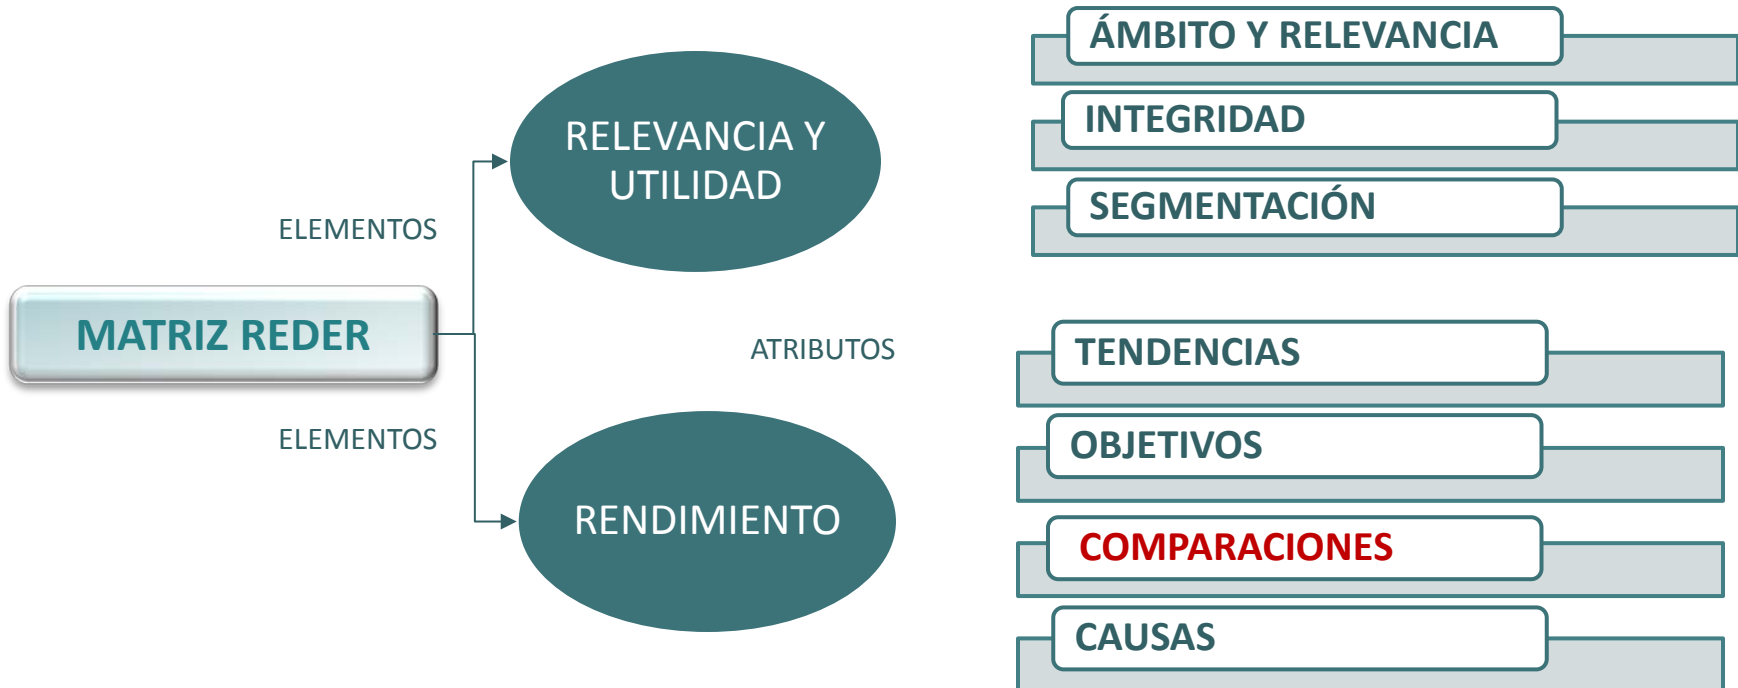 ÁMBITO Y RELEVANCIA
RELEVANCIA Y
UTILIDAD
INTEGRIDAD
SEGMENTACIÓN
ELEMENTOS
MATRIZ REDER
ATRIBUTOS
TENDENCIAS
ELEMENTOS
OBJETIVOS
RENDIMIENTO
COMPARACIONES
CAUSAS